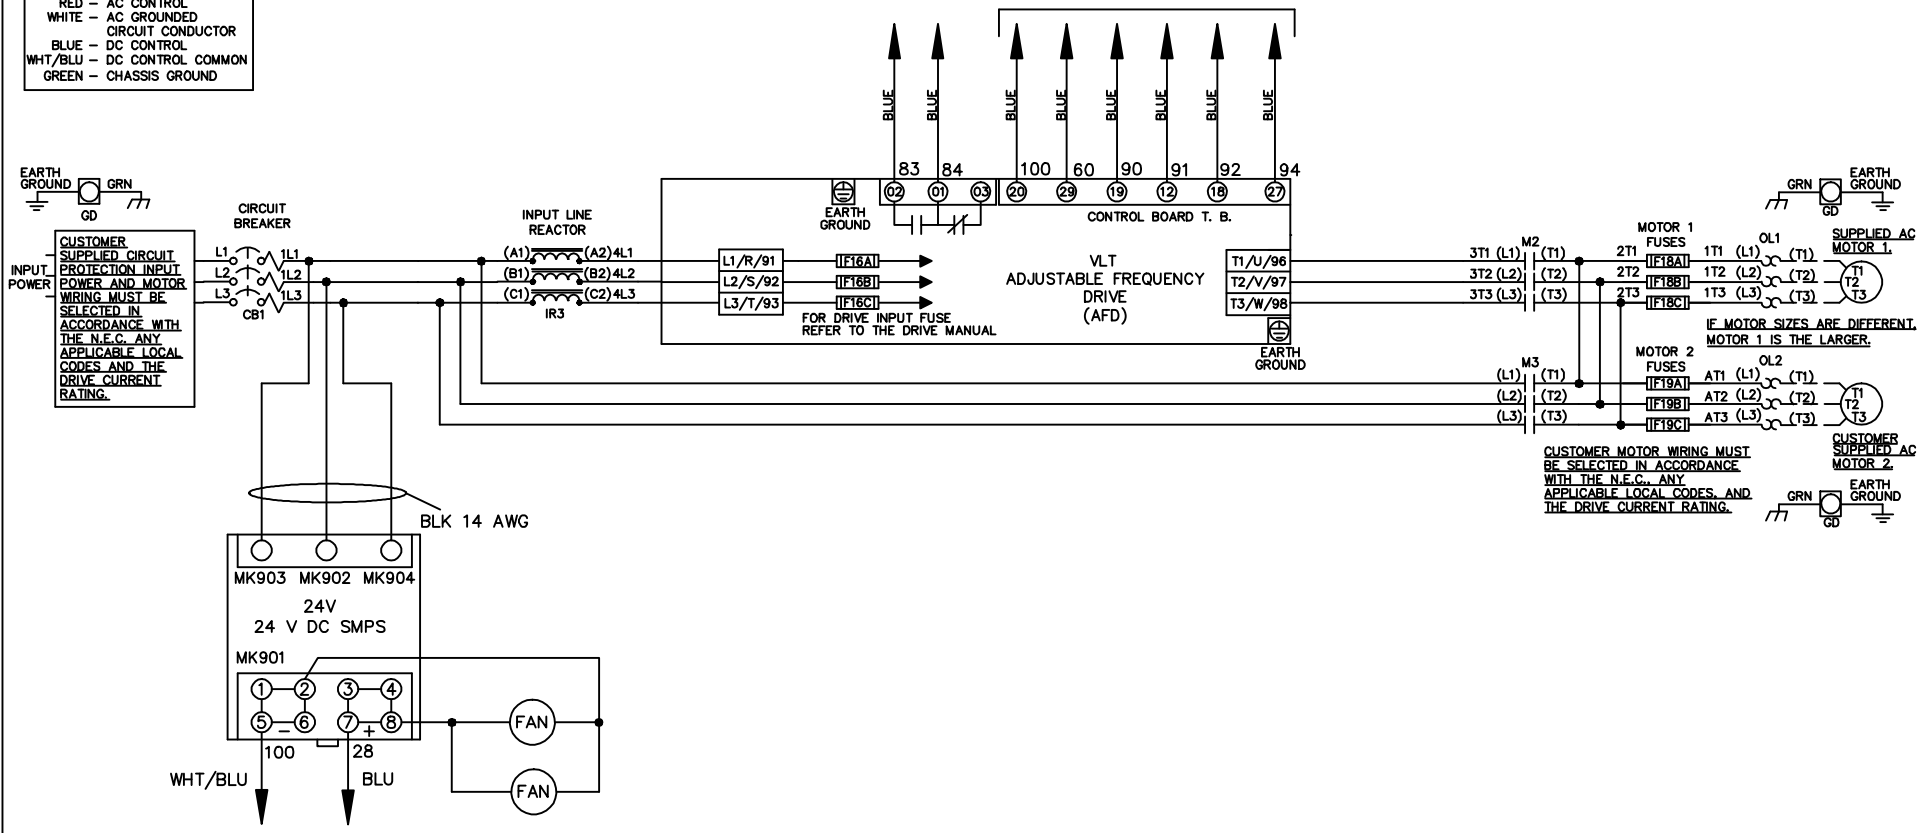 RED – AC CONTROL
WHITE – AC GROUNDED
CIRCUIT CONDUCTOR
BLUE – DC CONTROL
WHT/BLU – DC CONTROL COMMON
GREEN – CHASSIS GROUND
BLUE
BLUE
BLUE
BLUE
BLUE
BLUE
BLUE
BLUE
83
84
100
60
90
91
92
94
02
01
03
20
29
19
12
18
27
EARTH
GROUND
CONTROL BOARD T. B.
EARTH
GROUND
GRN
GD
CIRCUIT
BREAKER
INPUT LINE
REACTOR
INPUT
POWER
CUSTOMER
SUPPLIED CIRCUIT
PROTECTION INPUT
POWER AND MOTOR
WIRING MUST BE
SELECTED IN
ACCORDANCE WITH
THE N.E.C. ANY
APPLICABLE LOCAL
CODES AND THE
DRIVE CURRENT
RATING.
L1
1L1
L2
1L2
L3
1L3
CB1
(A1)
(A2)
4L1
(B1)
(B2)
4L2
(C1)
(C2)
4L3
IR3
L1/R/91
F16A
L2/S/92
F16B
L3/T/93
F16C
FOR DRIVE INPUT FUSE
REFER TO THE DRIVE MANUAL
VLT
ADJUSTABLE FREQUENCY
DRIVE
(AFD)
T1/U/96
T2/V/97
T3/W/98
EARTH
GROUND
M2
3T1 (L1) (T1)
3T2 (L2) (T2)
3T3 (L3) (T3)
MOTOR 1
FUSES
2T1
F18A
1T1 (L1)
2T2
F18B
1T2 (L2)
2T3
F18C
1T3 (L3)
OL1
(T1)
(T2)
(T3)
T1
T2
T3
GRN
EARTH
GROUND
GD
SUPPLIED AC
MOTOR 1.
IF MOTOR SIZES ARE DIFFERENT,
MOTOR 1 IS THE LARGER.
M3
(L1) (T1)
(L2) (T2)
(L3) (T3)
MOTOR 2
FUSES
F19A
AT1 (L1)
F19B
AT2 (L2)
F19C
AT3 (L3)
OL2
(T1)
(T2)
(T3)
T1
T2
T3
CUSTOMER
SUPPLIED AC
MOTOR 2.
CUSTOMER MOTOR WIRING MUST
BE SELECTED IN ACCORDANCE
WITH THE N.E.C., ANY
APPLICABLE LOCAL CODES, AND
THE DRIVE CURRENT RATING.
GRN
EARTH
GROUND
GD
BLK 14 AWG
MK903 MK902 MK904
24V
24 V DC SMPS
MK901
1
2
3
4
5
–
6
7
+
8
100
28
WHT/BLU
BLU
FAN
FAN